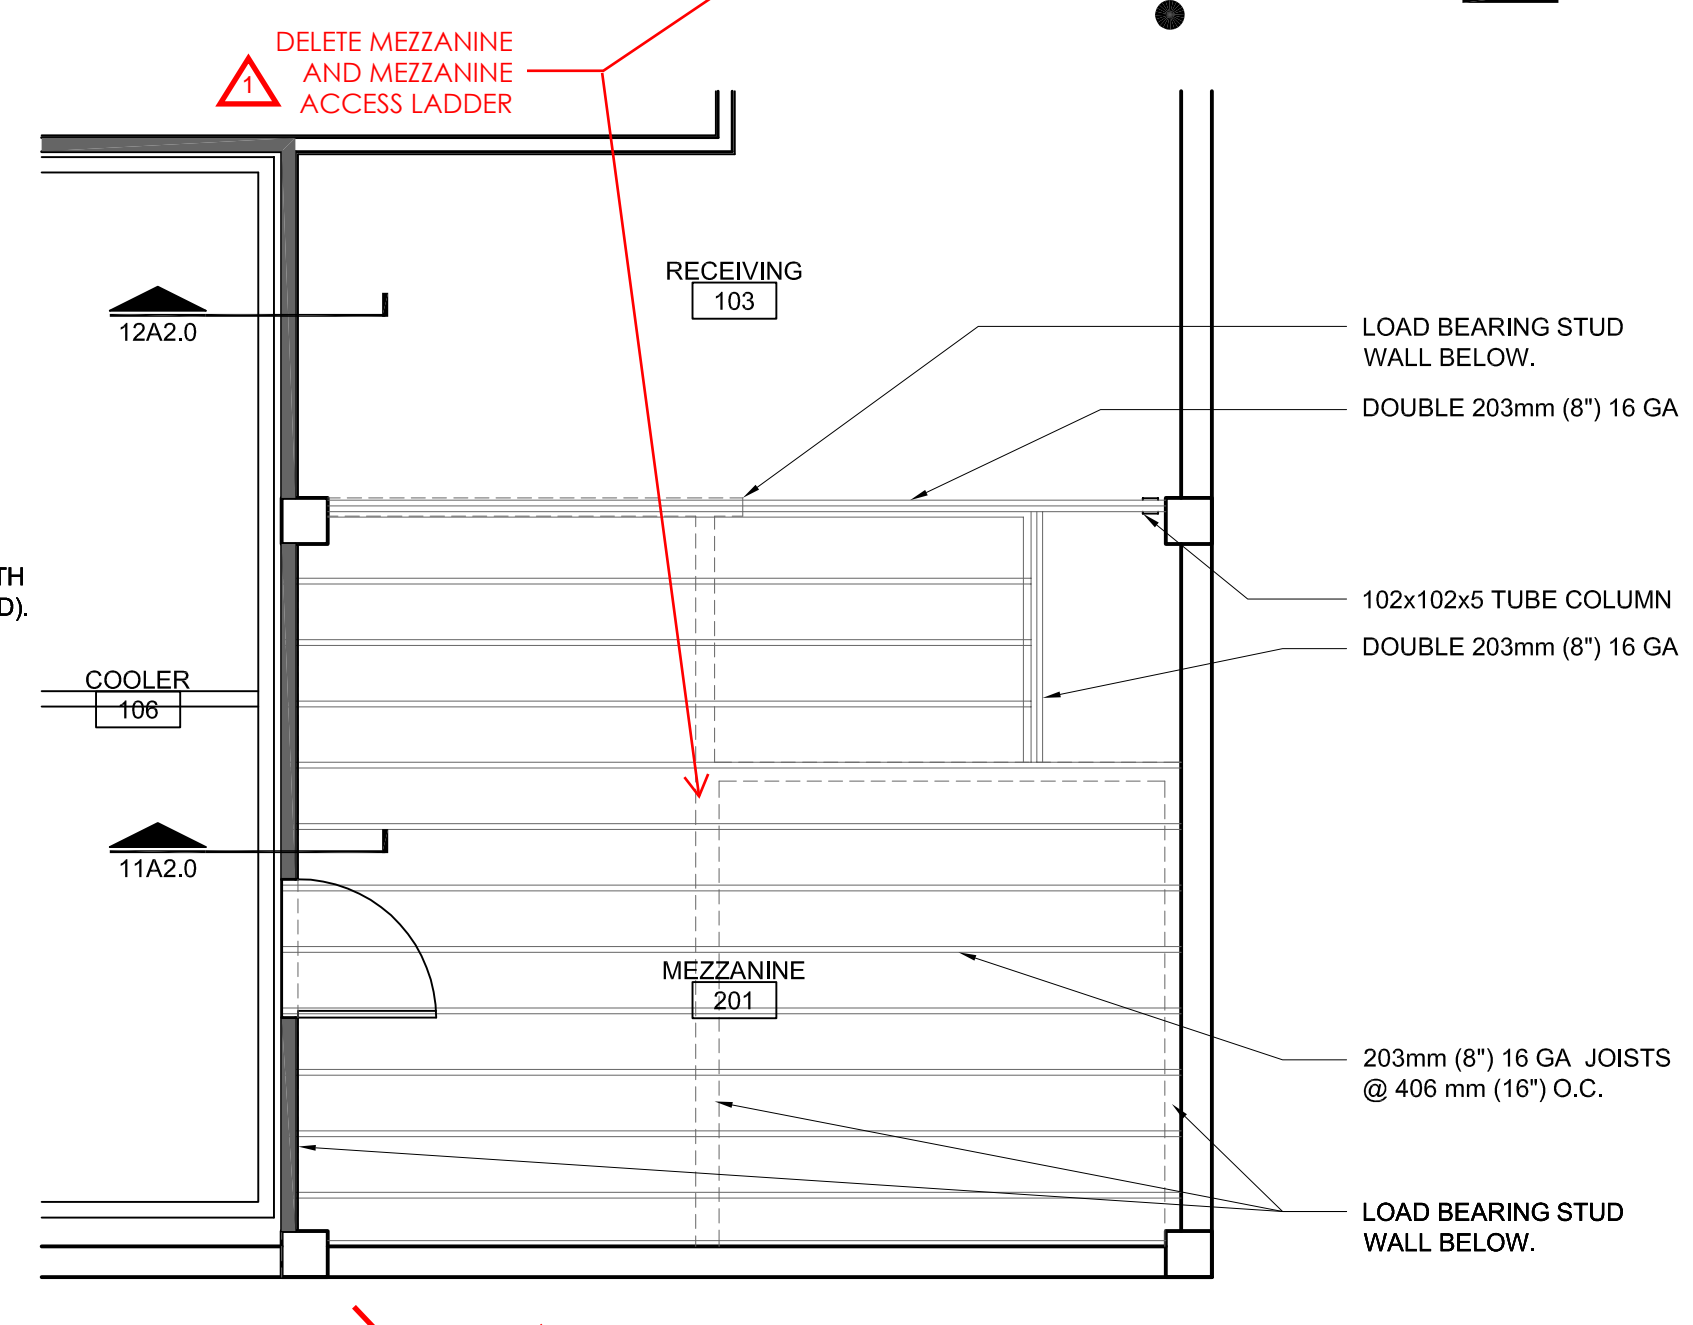 DELETE MEZZANINE
AND MEZZANINE
ACCESS LADDER
1
RECEIVING
103
12A2.0
LOAD BEARING STUD
WALL BELOW.
DOUBLE 203mm (8") 16 GA
TH
D).
102x102x5 TUBE COLUMN
DOUBLE 203mm (8") 16 GA
COOLER
106
11A2.0
MEZZANINE
201
203mm (8") 16 GA JOISTS
@ 406 mm (16") O.C.
LOAD BEARING STUD
WALL BELOW.